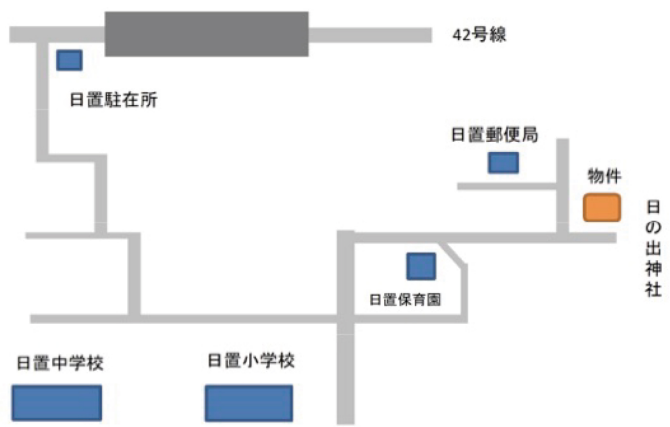 42号線
日置駐在所
日置郵便局
物件
日の出神社
日置保育園
日置中学校
日置小学校